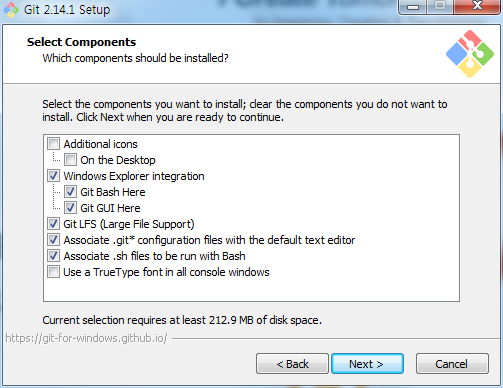 Git 2.14.1 Setup
Select Components
Which components should be installed?
Select the components you want to install; clear the components you do not want to
install. Click Next when you are ready to continue.
Additional icons
On the Desktop
Windows Explorer integration
Git Bash Here
Git GUI Here
Git LFS (Large File Support)
Associate .git* configuration files with the default text editor
Associate .sh files to be run with Bash
Use a TrueType font in all console windows
Current selection requires at least 212.9 MB of disk space.
https://git-for-windows.github.io/
< Back
Next >
Cancel